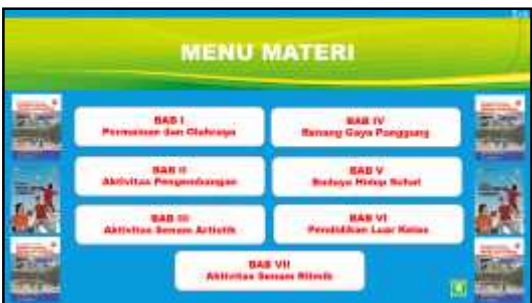 MENU MATERI
BAB I
Permainan dan Olahraga
BAB IV
Renang Gaya Punggung
BAB II
Aktivitas Pengembangan
BAB V
Budaya Hidup Sehat
BAB III
Aktivitas Senam Artistik
BAB VI
Pendidikan Luar Kelas
BAB VII
Aktivitas Senam Ritmik